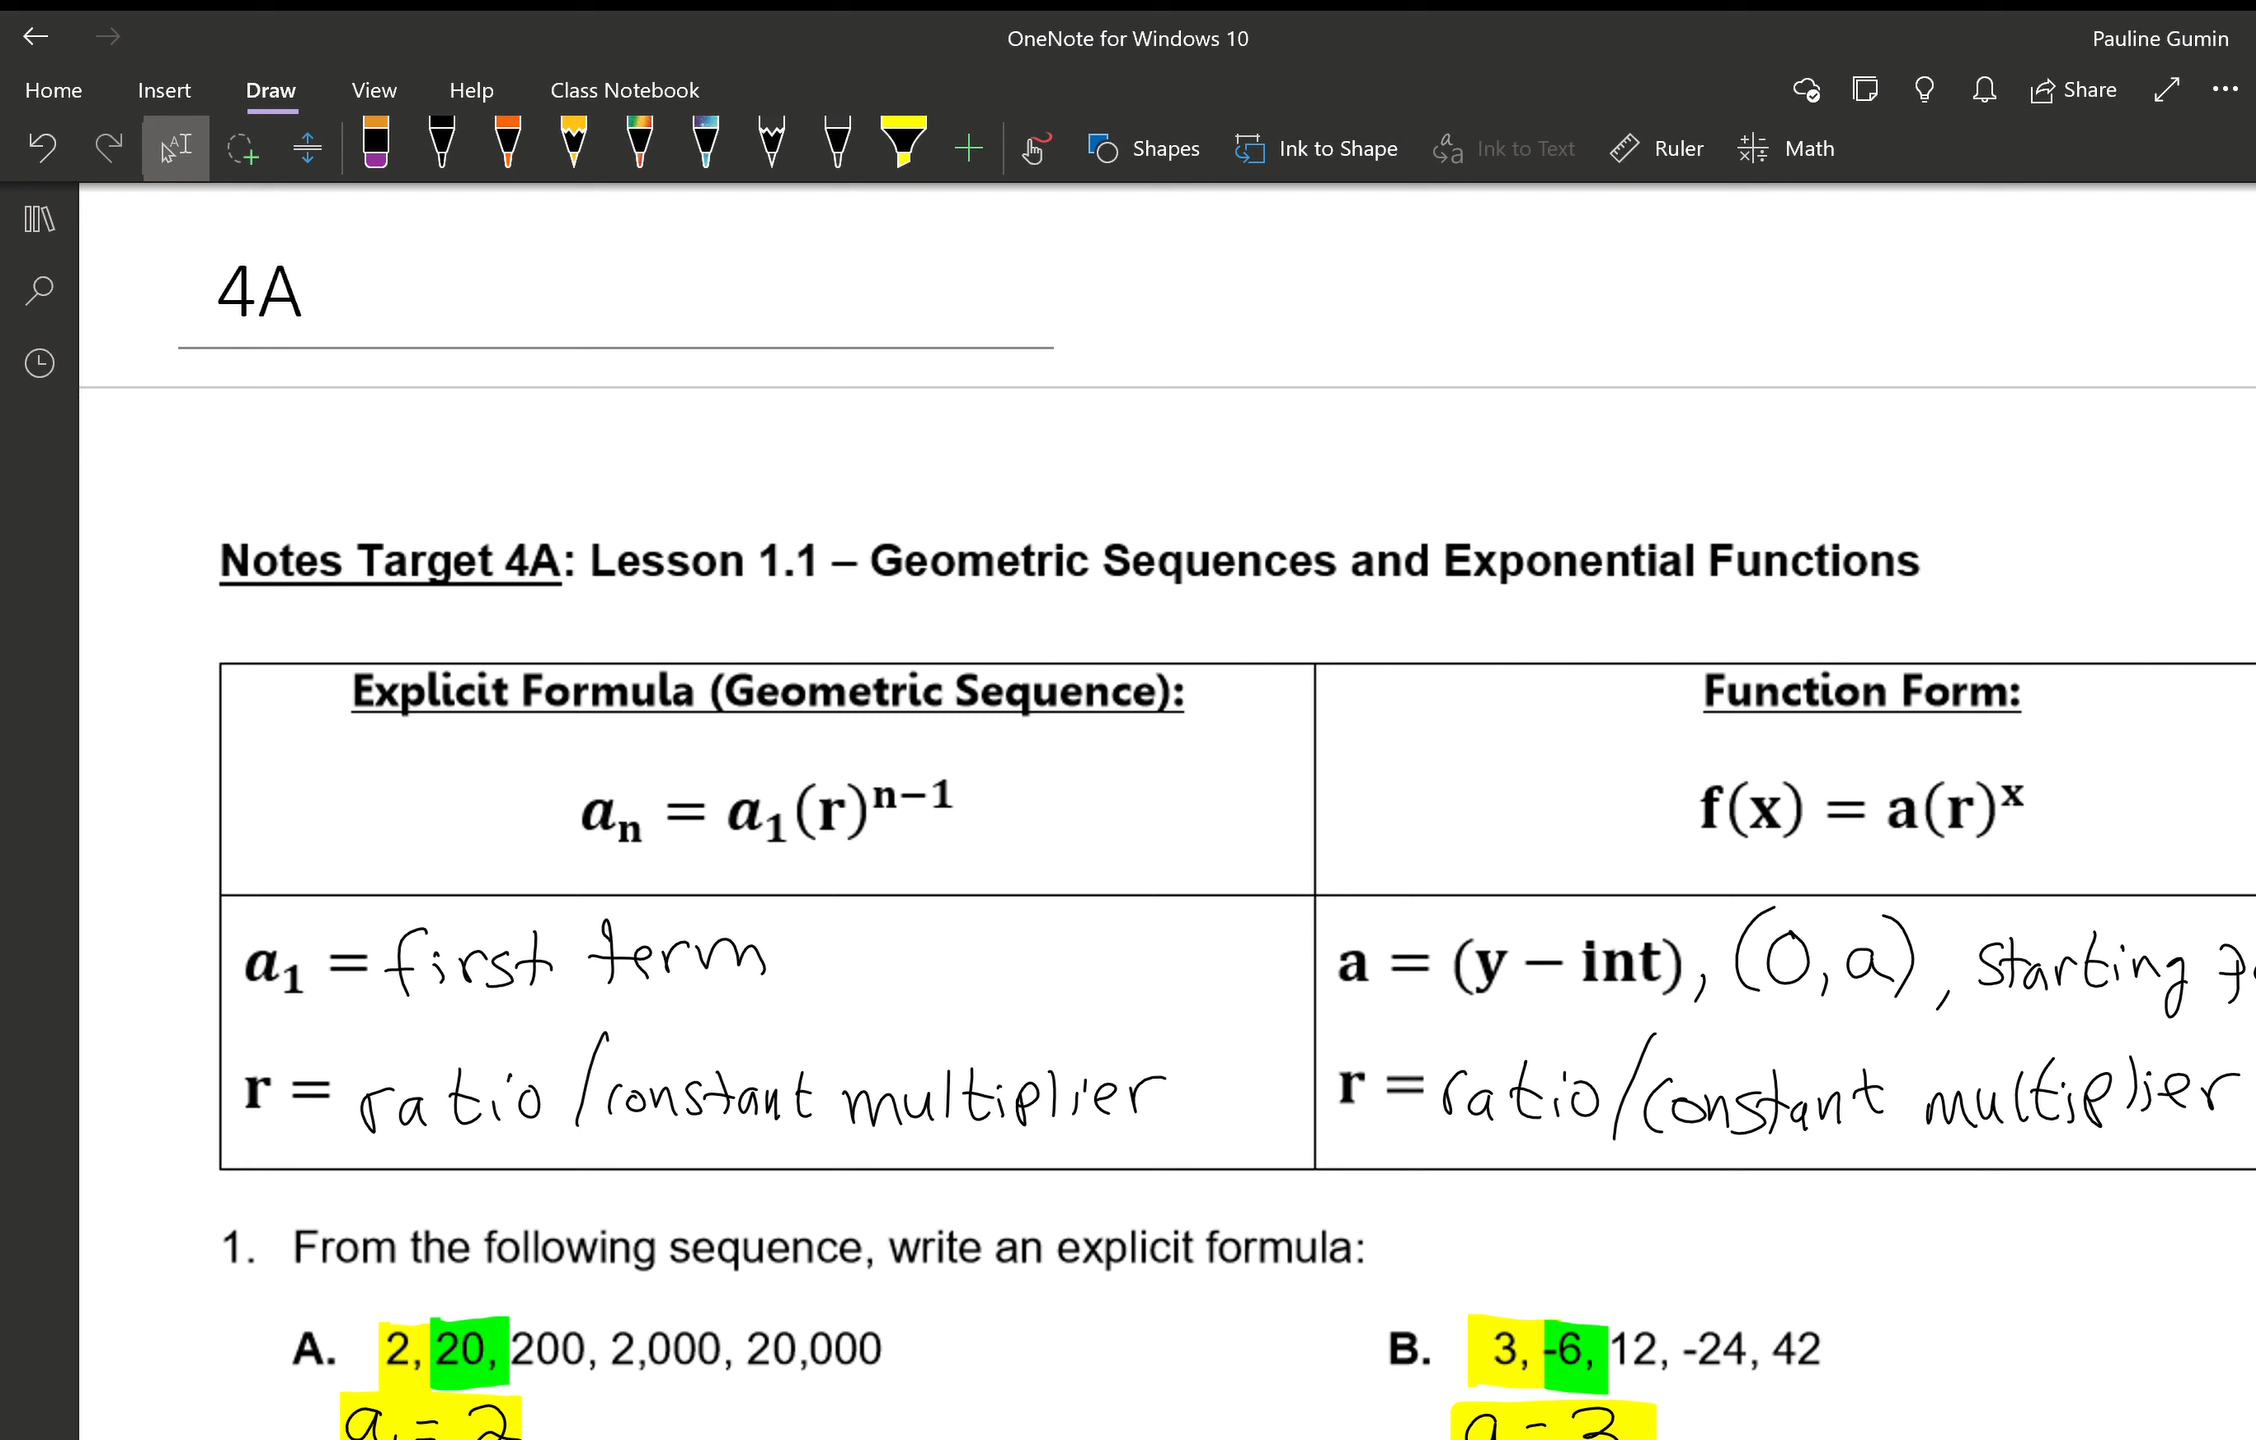 OneNote for Windows 10
Pauline Gumin
Home Insert Draw View Help Class Notebook
Share
Shapes Ink to Shape Ink to Text Ruler Math
4A
Notes Target 4A: Lesson 1.1 – Geometric Sequences and Exponential Functions
Explicit Formula (Geometric Sequence):
aₙ = a₁(r)ⁿ⁻¹
Function Form:
f(x) = a(r)ˣ
a₁ = first term
r = ratio / constant multiplier
a = (y – int), (0, a), starting
r = ratio/constant multiplier
1. From the following sequence, write an explicit formula:
A. 2, 20, 200, 2,000, 20,000
B. 3, -6, 12, -24, 42
a₁ = 2
a = 3